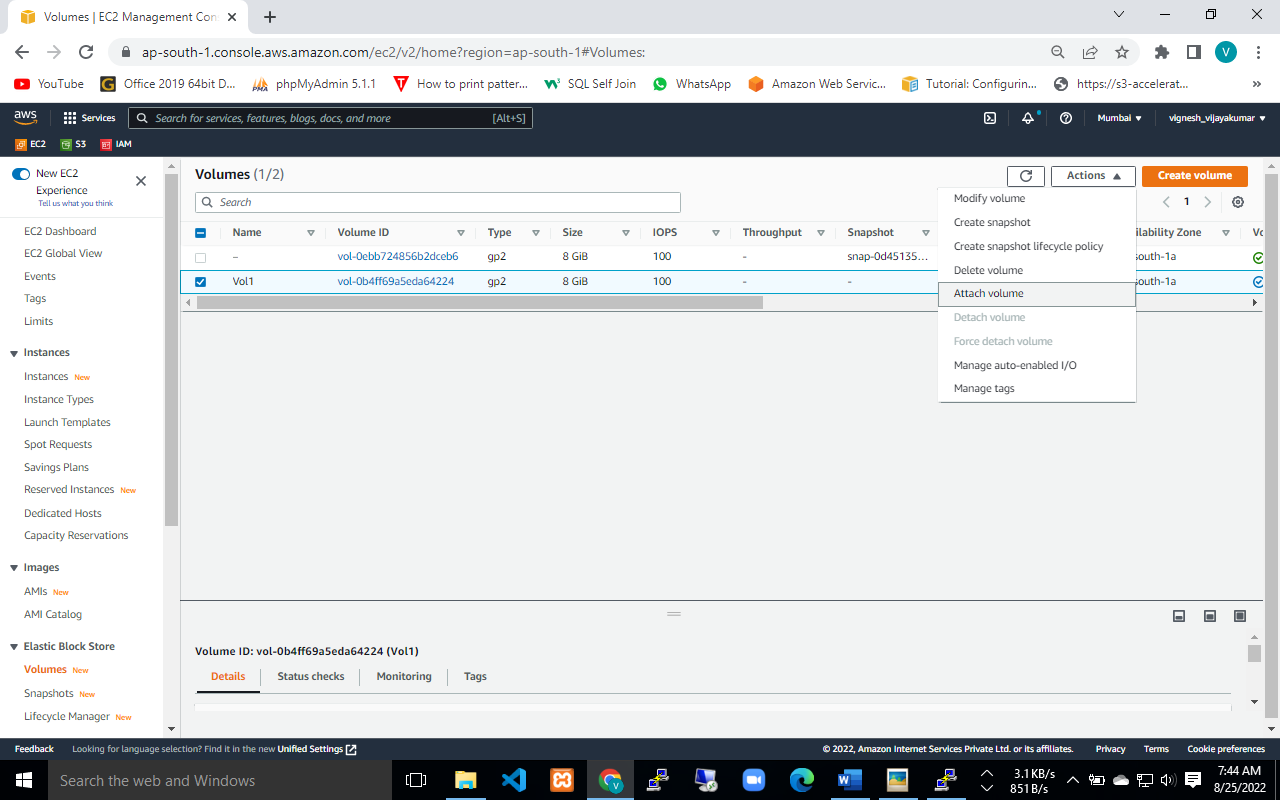 Volumes | EC2 Management Con
ap-south-1.console.aws.amazon.com/ec2/v2/home?region=ap-south-1#Volumes:
V
YouTube
Office 2019 64bit D...
phpMyAdmin 5.1.1
How to print patter...
SQL Self Join
WhatsApp
Amazon Web Servic...
Tutorial: Configurin...
https://s3-accelerat...
»
aws
Services
Search for services, features, blogs, docs, and more
[Alt+S]
Mumbai
vignesh_vijayakumar
EC2
S3
IAM
New EC2
Experience
Tell us what you think
EC2 Dashboard
EC2 Global View
Events
Tags
Limits
Instances
Instances New
Instance Types
Launch Templates
Spot Requests
Savings Plans
Reserved Instances New
Dedicated Hosts
Capacity Reservations
Images
AMIs New
AMI Catalog
Elastic Block Store
Volumes New
Snapshots New
Lifecycle Manager New
Volumes (1/2)
Actions
Create volume
Search
1
Name Volume ID Type Size IOPS Throughput Snapshot ilability Zone Vo
– vol-0ebb724856b2dceb6 gp2 8 GiB 100 - snap-0d45135... south-1a
Vol1 vol-0b4ff69a5eda64224 gp2 8 GiB 100 - - south-1a
Modify volume
Create snapshot
Create snapshot lifecycle policy
Delete volume
Attach volume
Detach volume
Force detach volume
Manage auto-enabled I/O
Manage tags
Volume ID: vol-0b4ff69a5eda64224 (Vol1)
Details
Status checks
Monitoring
Tags
Feedback
Looking for language selection? Find it in the new Unified Settings
© 2022, Amazon Internet Services Private Ltd. or its affiliates.
Privacy
Terms
Cookie preferences
Search the web and Windows
3.1 KB/s
851 B/s
7:44 AM
8/25/2022